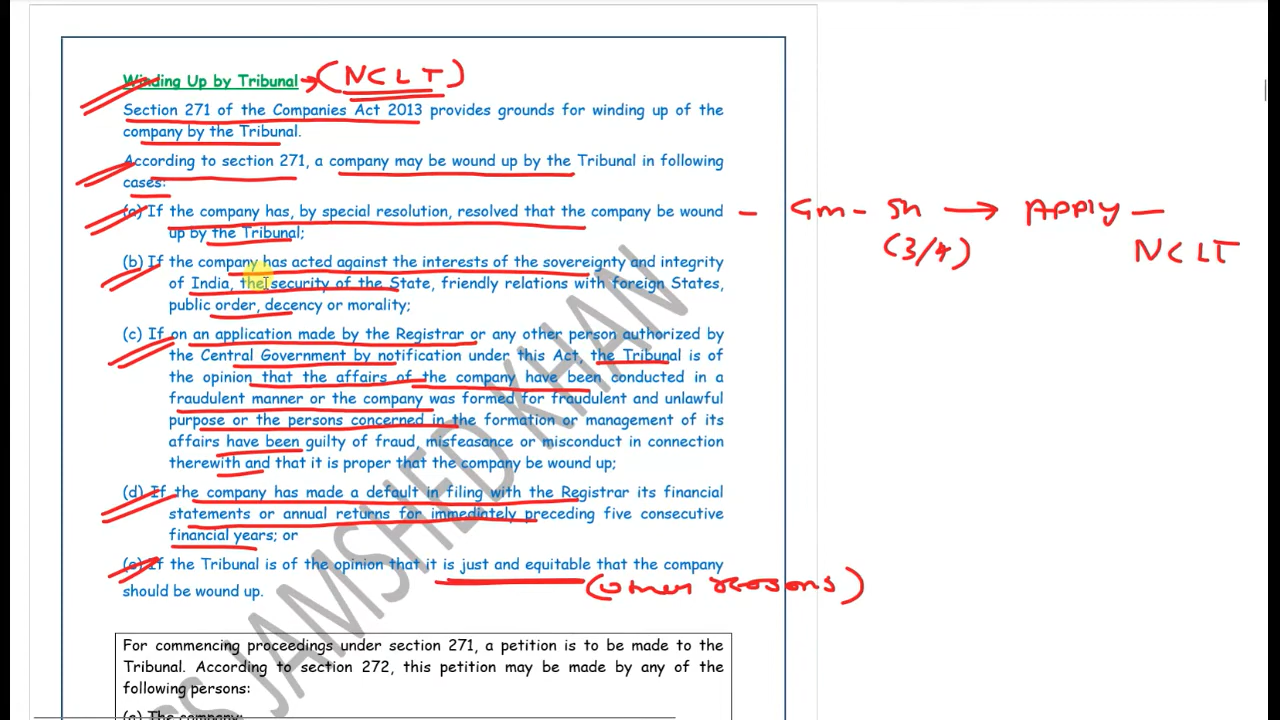 Winding Up by Tribunal → (NCLT)
Section 271 of the Companies Act 2013 provides grounds for winding up of the
company by the Tribunal.
According to section 271, a company may be wound up by the Tribunal in following
cases:
(a) If the company has, by special resolution, resolved that the company be wound
up by the Tribunal;
- Gm - Sh → APPLY -
(3/4) NCLT
(b) If the company has acted against the interests of the sovereignty and integrity
of India, the security of the State, friendly relations with foreign States,
public order, decency or morality;
(c) If on an application made by the Registrar or any other person authorized by
the Central Government by notification under this Act, the Tribunal is of
the opinion that the affairs of the company have been conducted in a
fraudulent manner or the company was formed for fraudulent and unlawful
purpose or the persons concerned in the formation or management of its
affairs have been guilty of fraud, misfeasance or misconduct in connection
therewith and that it is proper that the company be wound up;
(d) If the company has made a default in filing with the Registrar its financial
statements or annual returns for immediately preceding five consecutive
financial years; or
(e) If the Tribunal is of the opinion that it is just and equitable that the company
should be wound up.
(other reasons)
For commencing proceedings under section 271, a petition is to be made to the
Tribunal. According to section 272, this petition may be made by any of the
following persons:
(a) The company;
CS JAMSHED KHAN